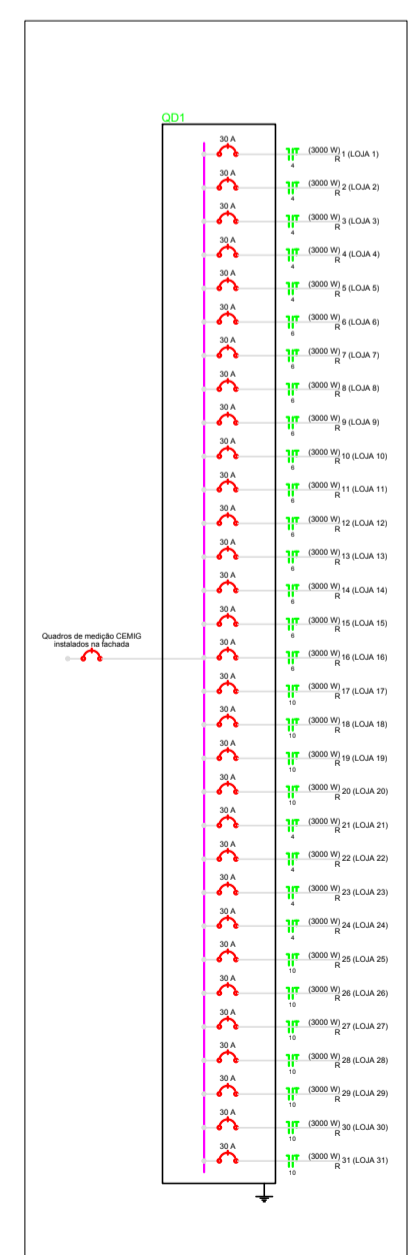 QD1
30 A
(3000 W) 1 (LOJA 1)
R
4
30 A
(3000 W) 2 (LOJA 2)
R
4
30 A
(3000 W) 3 (LOJA 3)
R
4
30 A
(3000 W) 4 (LOJA 4)
R
4
30 A
(3000 W) 5 (LOJA 5)
R
4
30 A
(3000 W) 6 (LOJA 6)
R
6
30 A
(3000 W) 7 (LOJA 7)
R
6
30 A
(3000 W) 8 (LOJA 8)
R
6
30 A
(3000 W) 9 (LOJA 9)
R
6
30 A
(3000 W) 10 (LOJA 10)
R
6
30 A
(3000 W) 11 (LOJA 11)
R
6
30 A
(3000 W) 12 (LOJA 12)
R
6
30 A
(3000 W) 13 (LOJA 13)
R
6
30 A
(3000 W) 14 (LOJA 14)
R
6
30 A
(3000 W) 15 (LOJA 15)
R
6
Quadros de medição CEMIG
instalados na fachada
30 A
(3000 W) 16 (LOJA 16)
R
6
30 A
(3000 W) 17 (LOJA 17)
R
10
30 A
(3000 W) 18 (LOJA 18)
R
10
30 A
(3000 W) 19 (LOJA 19)
R
10
30 A
(3000 W) 20 (LOJA 20)
R
10
30 A
(3000 W) 21 (LOJA 21)
R
4
30 A
(3000 W) 22 (LOJA 22)
R
4
30 A
(3000 W) 23 (LOJA 23)
R
4
30 A
(3000 W) 24 (LOJA 24)
R
4
30 A
(3000 W) 25 (LOJA 25)
R
10
30 A
(3000 W) 26 (LOJA 26)
R
10
30 A
(3000 W) 27 (LOJA 27)
R
10
30 A
(3000 W) 28 (LOJA 28)
R
10
30 A
(3000 W) 29 (LOJA 29)
R
10
30 A
(3000 W) 30 (LOJA 30)
R
10
30 A
(3000 W) 31 (LOJA 31)
R
10